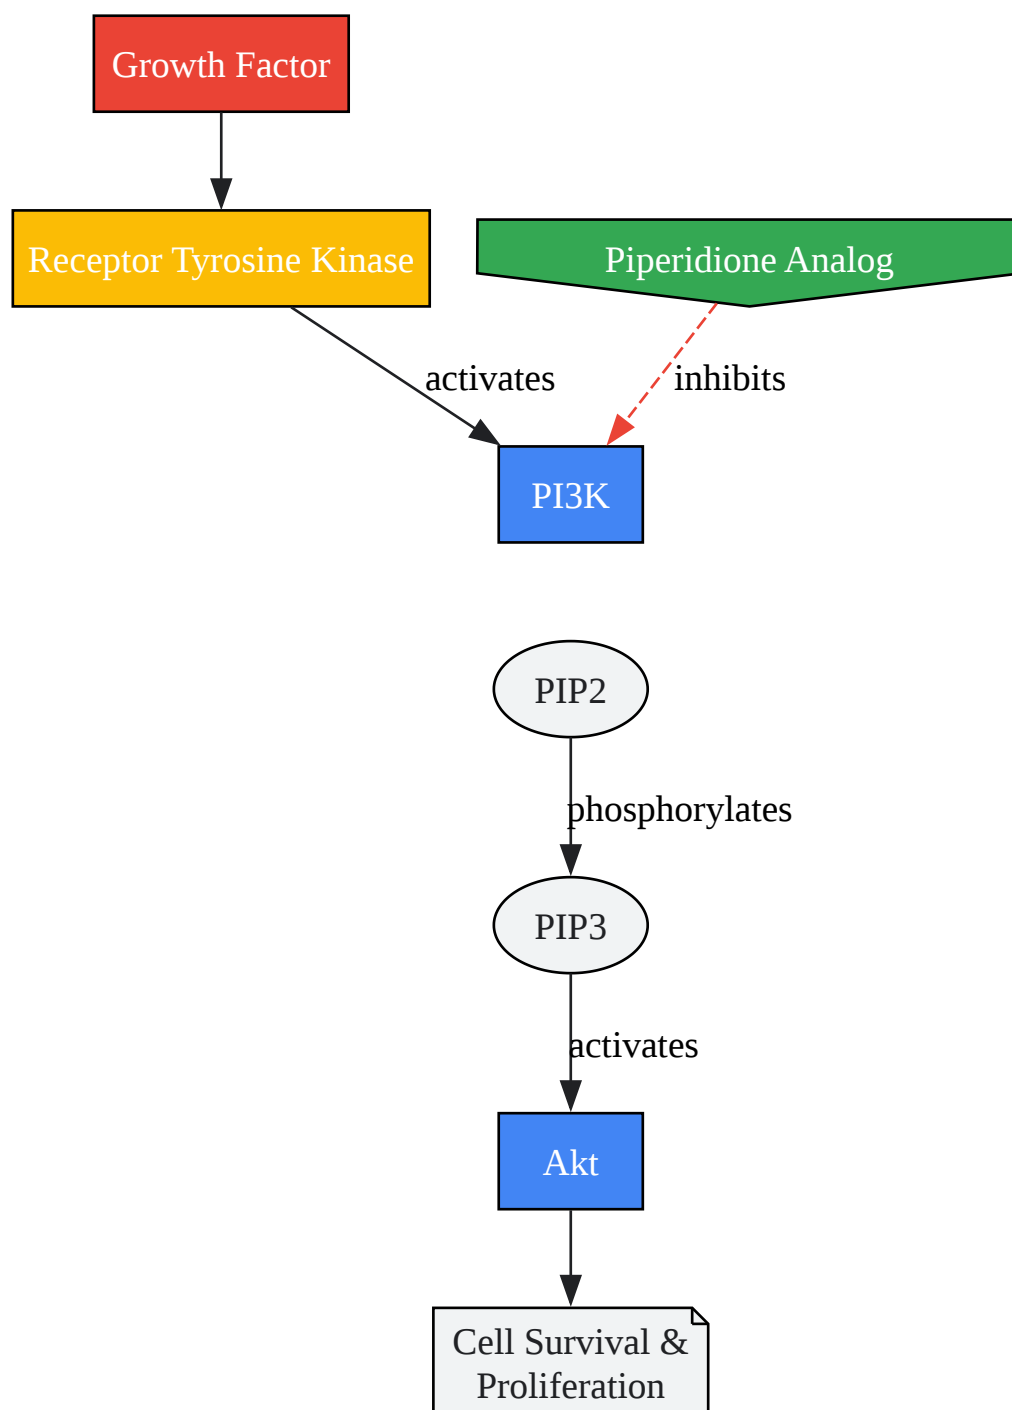 Growth Factor
Receptor Tyrosine Kinase
Piperidione Analog
activates
inhibits
PI3K
PIP2
phosphorylates
PIP3
activates
Akt
Cell Survival &
Proliferation